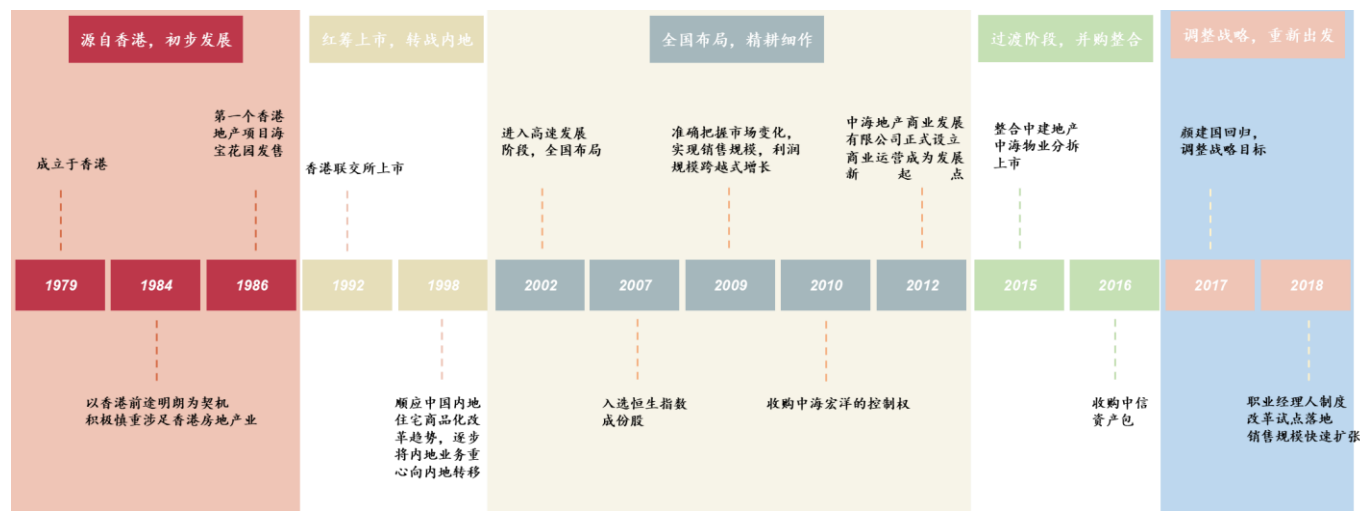 源自香港，初步发展
红筹上市，转战内地
全国布局，精耕细作
过渡阶段，并购整合
调整战略，重新出发
成立于香港
第一个香港
地产项目海
宝花园发售
香港联交所上市
进入高速发展
阶段，全国布局
准确把握市场变化，
实现销售规模，利润
规模跨越式增长
中海地产商业发展
有限公司正式设立
商业运营成为发展
新起点
整合中建地产
中海物业分拆
上市
颜建国回归，
调整战略目标
1979
1984
1986
1992
1998
2002
2007
2009
2010
2012
2015
2016
2017
2018
以香港前途明朗为契机
积极慎重涉足香港房地产业
顺应中国内地
住宅商品化改
革趋势，逐步
将内地业务重
心向内地转移
入选恒生指数
成份股
收购中海宏洋的控制权
收购中信
资产包
职业经理人制度
改革试点落地
销售规模快速扩张